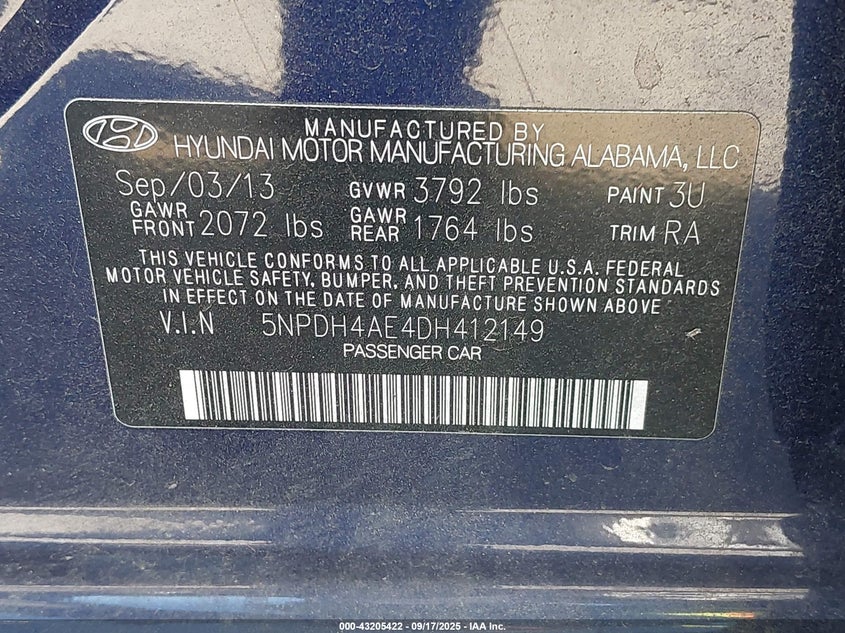 MANUFACTURED BY
HYUNDAI MOTOR MANUFACTURING ALABAMA, LLC
Sep/03/13 GVWR 3792 lbs PAINT 3U
GAWR FRONT 2072 lbs GAWR REAR 1764 lbs TRIM RA
THIS VEHICLE CONFORMS TO ALL APPLICABLE U.S.A. FEDERAL
MOTOR VEHICLE SAFETY, BUMPER, AND THEFT PREVENTION STANDARDS
IN EFFECT ON THE DATE OF MANUFACTURE SHOWN ABOVE
V.I.N 5NPDH4AE4DH412149
PASSENGER CAR
000-43205422 - 09/17/2025 - IAA Inc.